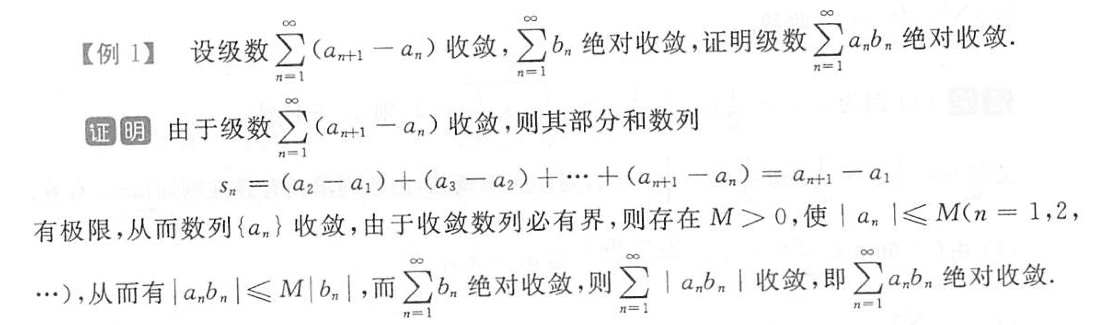 【例 1】 设级数 $\sum_{n=1}^{\infty}(a_{n+1}-a_n)$ 收敛, $\sum_{n=1}^{\infty}b_n$ 绝对收敛,证明级数 $\sum_{n=1}^{\infty}a_nb_n$ 绝对收敛.
证明 由于级数 $\sum_{n=1}^{\infty}(a_{n+1}-a_n)$ 收敛,则其部分和数列
$s_n=(a_2-a_1)+(a_3-a_2)+\cdots+(a_{n+1}-a_n)=a_{n+1}-a_1$
有极限,从而数列$\{a_n\}$ 收敛,由于收敛数列必有界,则存在 $M>0$,使 $|a_n|\leqslant M(n=1,2,$
$\cdots)$,从而有$|a_nb_n|\leqslant M|b_n|$,而 $\sum_{n=1}^{\infty}b_n$ 绝对收敛,则 $\sum_{n=1}^{\infty}|a_nb_n|$ 收敛,即 $\sum_{n=1}^{\infty}a_nb_n$ 绝对收敛.